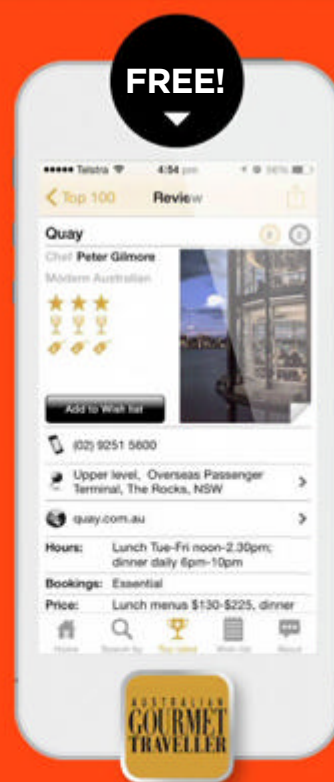 FREE!
Telstra 4:54 pm
Top 100 Review
Quay
Chef Peter Gilmore
Modern Australian
Add to Wish list
(02) 9251 5600
Upper level, Overseas Passenger
Terminal, The Rocks, NSW
quay.com.au
Hours: Lunch Tue-Fri noon-2.30pm;
dinner daily 6pm-10pm
Bookings: Essential
Price: Lunch menus $130-$225, dinner
Home Search by Top rated Wish list About
AUSTRALIAN
GOURMET
TRAVELLER